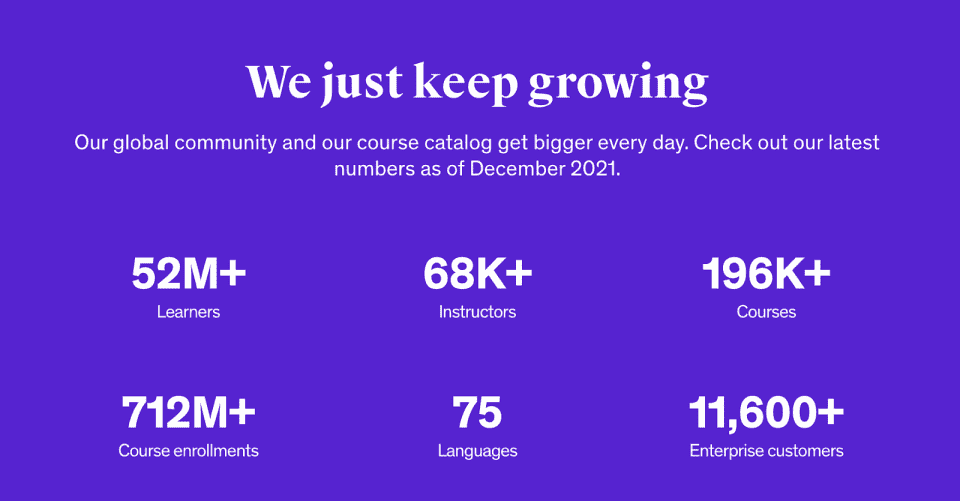 We just keep growing
Our global community and our course catalog get bigger every day. Check out our latest
numbers as of December 2021.
52M+
Learners
68K+
Instructors
196K+
Courses
712M+
Course enrollments
75
Languages
11,600+
Enterprise customers